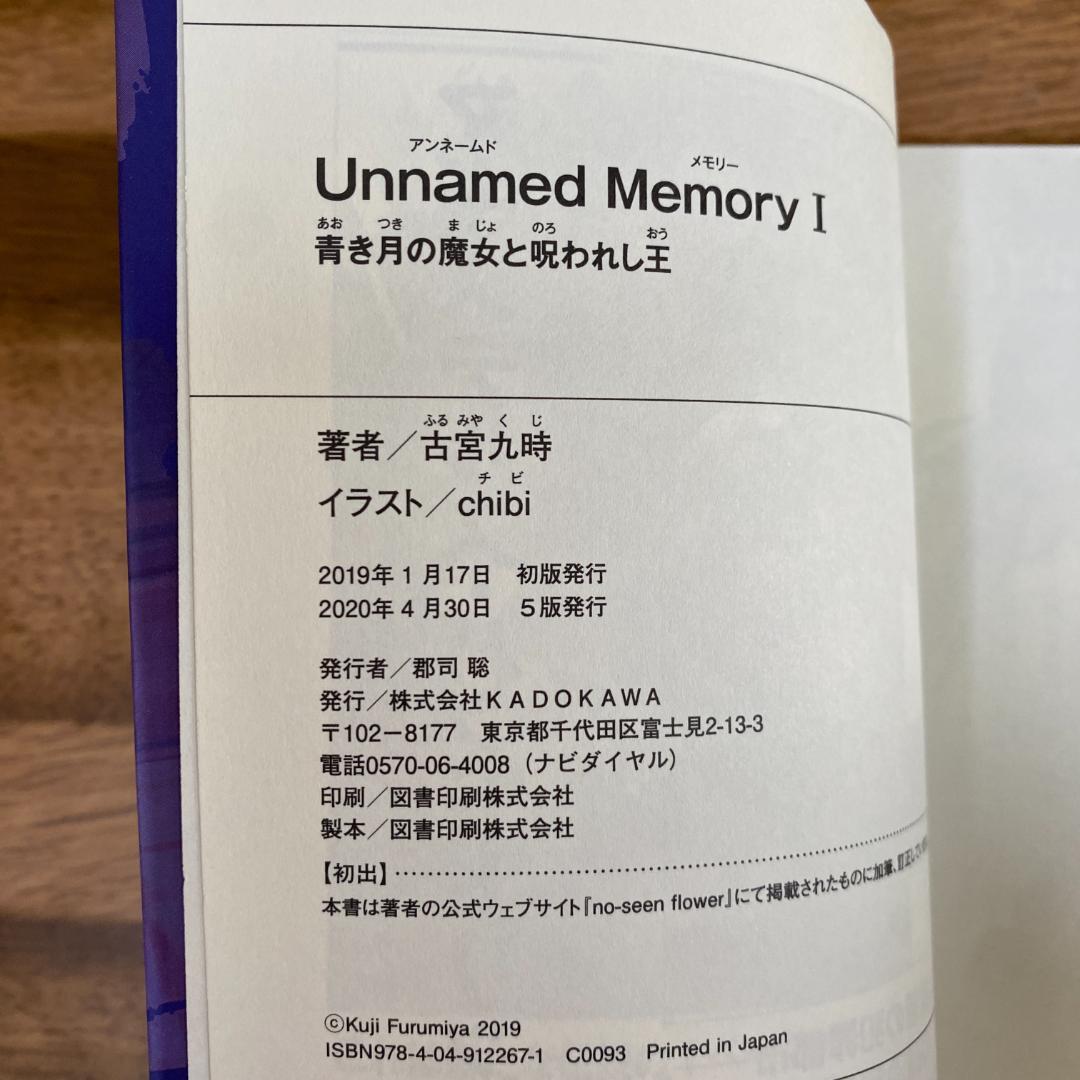 アンネームド メモリー
Unnamed Memory I
あお つき ま じょ のろ おう
青き月の魔女と呪われし王
ふる みや く じ
著者／古宮九時
チ ビ
イラスト／chibi
2019年1月17日 初版発行
2020年4月30日 5版発行
発行者／郡司 聡
発行／株式会社KADOKAWA
〒102－8177 東京都千代田区富士見2-13-3
電話0570-06-4008（ナビダイヤル）
印刷／図書印刷株式会社
製本／図書印刷株式会社
【初出】
本書は著者の公式ウェブサイト『no-seen flower』にて掲載されたものに加筆、訂正してい
©Kuji Furumiya 2019
ISBN978-4-04-912267-1 C0093 Printed in Japan